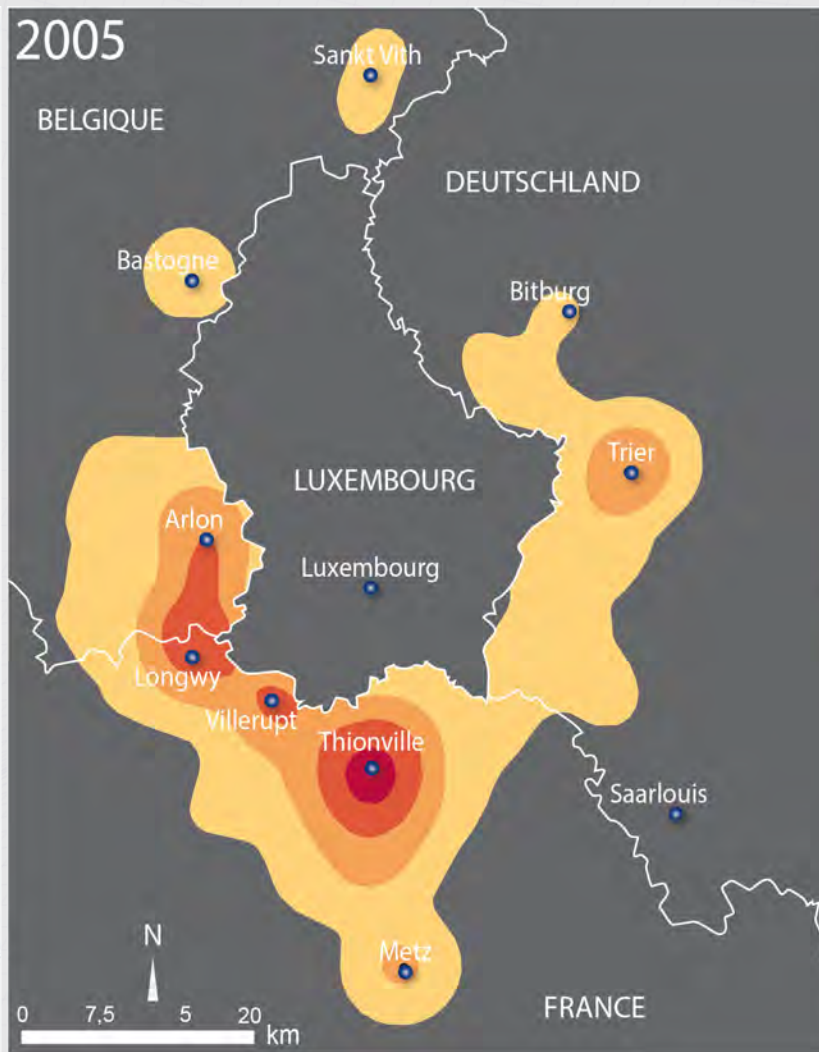 2005
Sankt Vith
BELGIQUE
DEUTSCHLAND
Bastogne
Bitburg
Trier
LUXEMBOURG
Arlon
Luxembourg
Longwy
Villerupt
Thionville
Saarlouis
N
Metz
FRANCE
0 7,5 5 20
km